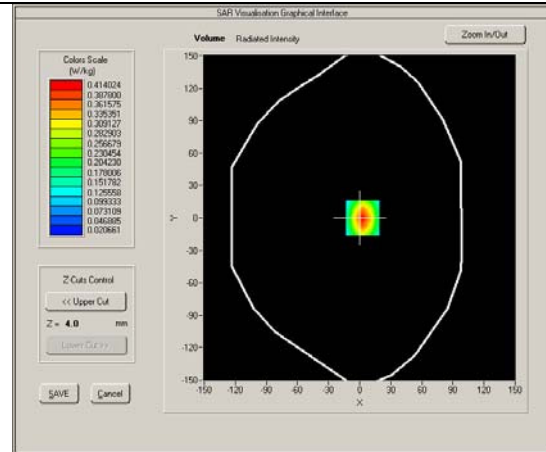 SAR Visualisation Graphical Interface
Volume Radiated Intensity
Zoom In/Out
Colors Scale
(W/kg)
0.414024
0.387800
0.361575
0.335351
0.309127
0.282903
0.256679
0.230454
0.204230
0.178006
0.151782
0.125558
0.099333
0.073109
0.046885
0.020661
Z-Cuts Control
<< Upper Cut
Z = 4.0 mm
Lower Cut >>
SAVE Cancel
150
120
90
60
30
0
-30
-60
-90
-120
-150
Y
-150 -120 -90 -60 -30 0 30 60 90 120 150
X